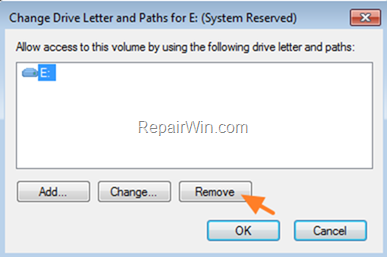 Change Drive Letter and Paths for E: (System Reserved)
Allow access to this volume by using the following drive letter and paths:
E:
RepairWin.com
Add... Change... Remove
OK Cancel